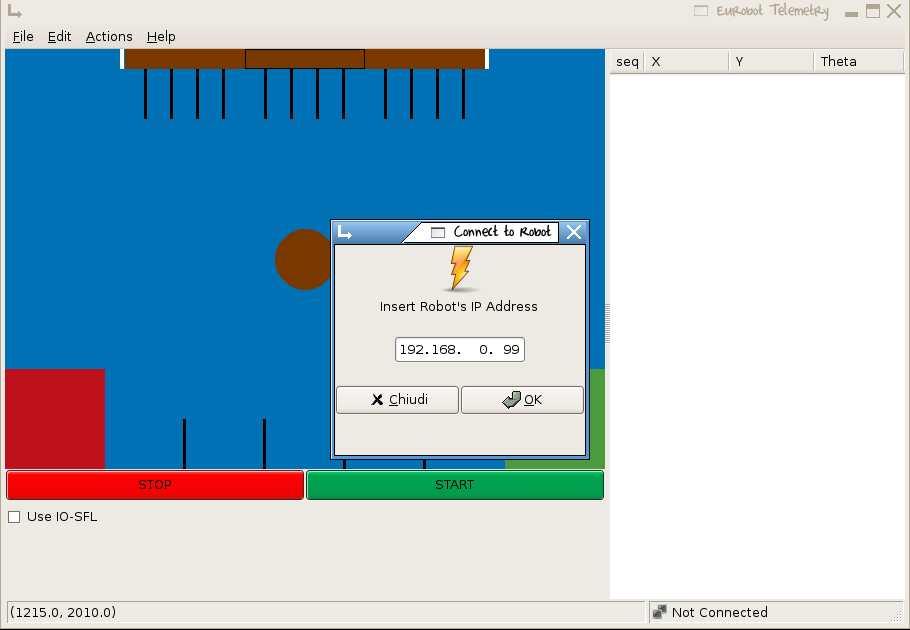 EuRobot Telemetry
File Edit Actions Help
seq X Y Theta
Connect to Robot
Insert Robot's IP Address
192.168.  0. 99
Chiudi OK
STOP START
Use IO-SFL
(1215.0, 2010.0) Not Connected